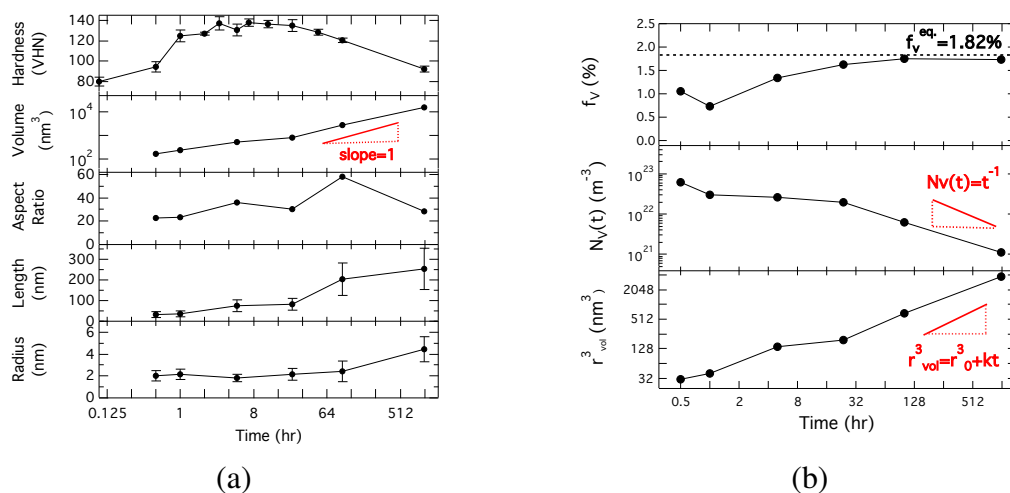 Hardness
(VHN)
140
120
100
80
Volume
(nm³)
10⁴
10²
slope=1
Aspect
Ratio
60
40
20
0
Length
(nm)
300
200
100
0
Radius
(nm)
6
4
2
0
0.125 1 8 64 512
Time (hr)
(a)
f_V (%)
2.5
2.0
1.5
1.0
0.5
0.0
f_V^eq.=1.82%
N_V(t) (m⁻³)
10²³
10²²
10²¹
Nv(t)=t⁻¹
r³_vol (nm³)
2048
512
128
32
r³_vol=r³_0+kt
0.5 2 8 32 128 512
Time (hr)
(b)